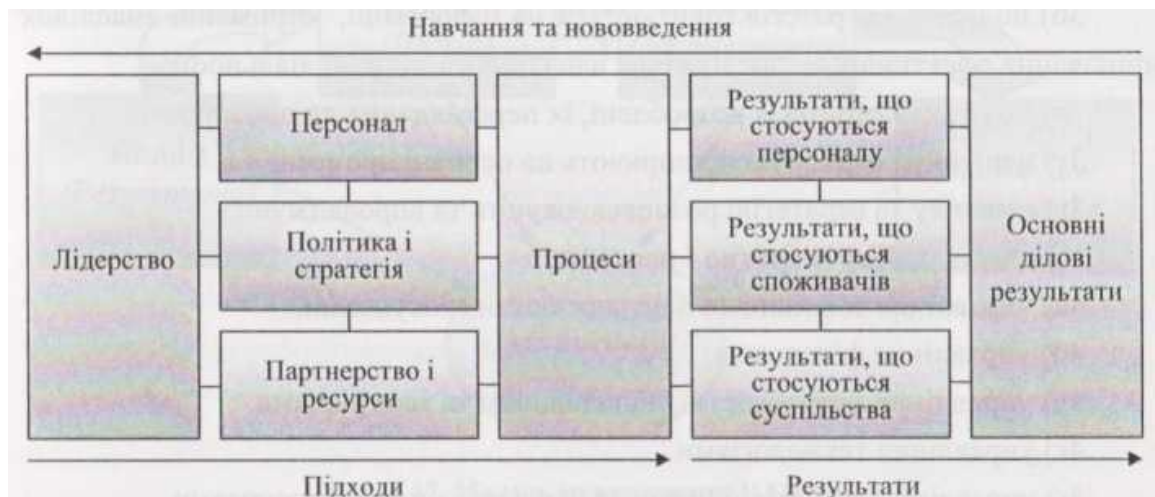 Навчання та нововведення
Персонал
Результати, що
стосуються
персоналу
Лідерство
Політика і
стратегія
Процеси
Результати, що
стосуються
споживачів
Основні
ділові
результати
Партнерство і
ресурси
Результати, що
стосуються
суспільства
Підходи
Результати